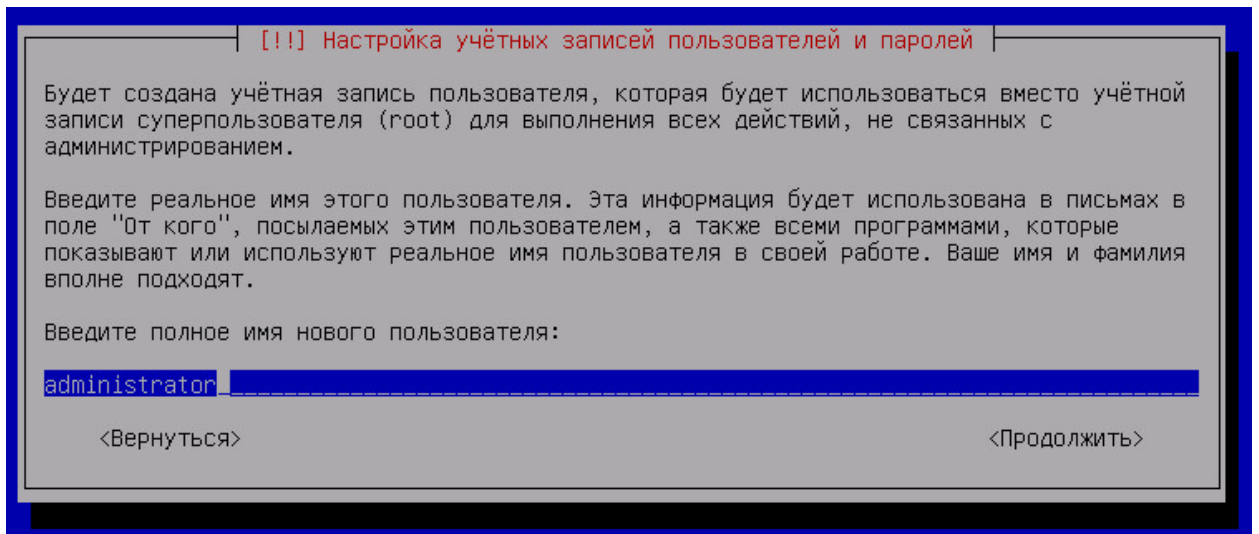 [!!] Настройка учётных записей пользователей и паролей
Будет создана учётная запись пользователя, которая будет использоваться вместо учётной
записи суперпользователя (root) для выполнения всех действий, не связанных с
администрированием.
Введите реальное имя этого пользователя. Эта информация будет использована в письмах в
поле "От кого", посылаемых этим пользователем, а также всеми программами, которые
показывают или используют реальное имя пользователя в своей работе. Ваше имя и фамилия
вполне подходят.
Введите полное имя нового пользователя:
administrator
<Вернуться> <Продолжить>